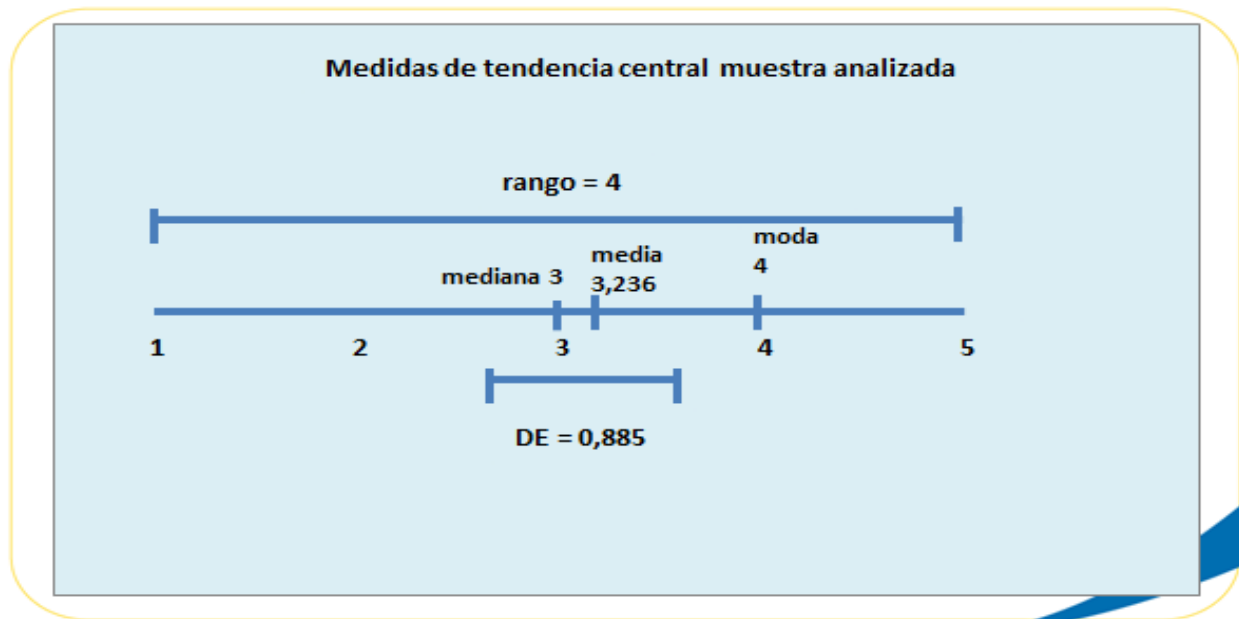 Medidas de tendencia central muestra analizada
rango = 4
moda
4
media
3,236
mediana 3
1 2 3 4 5
DE = 0,885